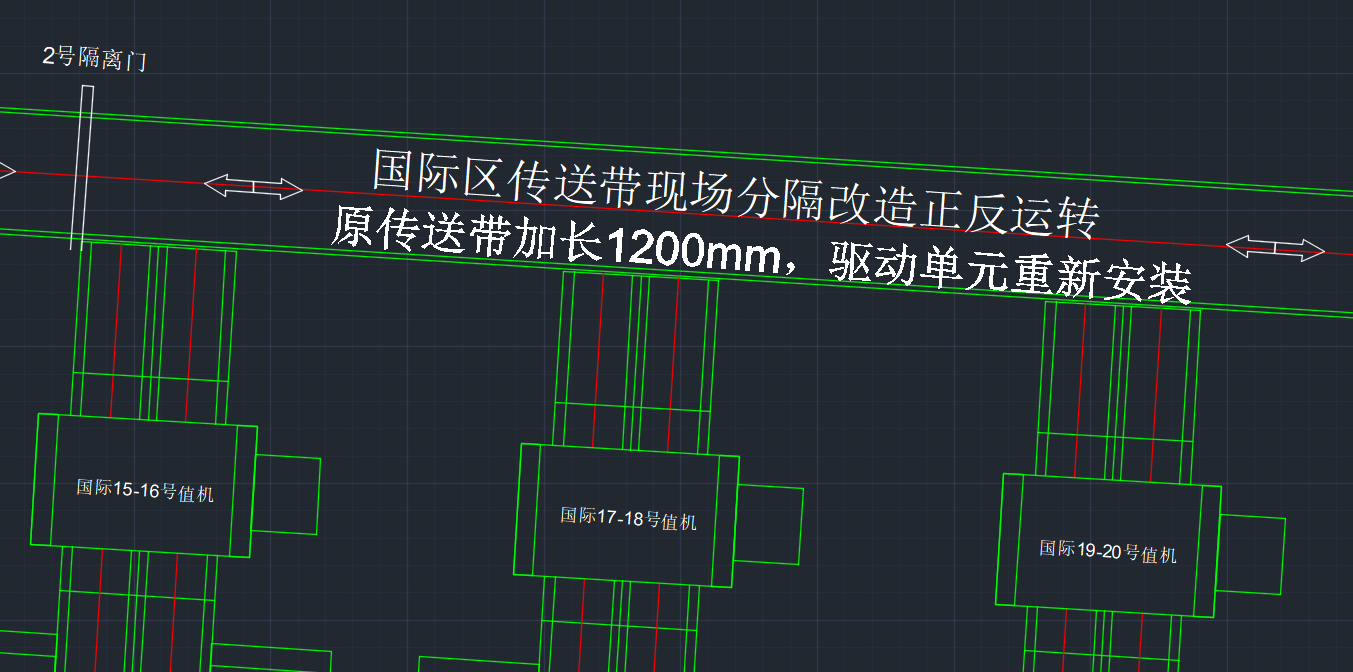 2号隔离门
国际区传送带现场分隔改造正反运转
原传送带加长1200mm，驱动单元重新安装
国际15-16号值机
国际17-18号值机
国际19-20号值机